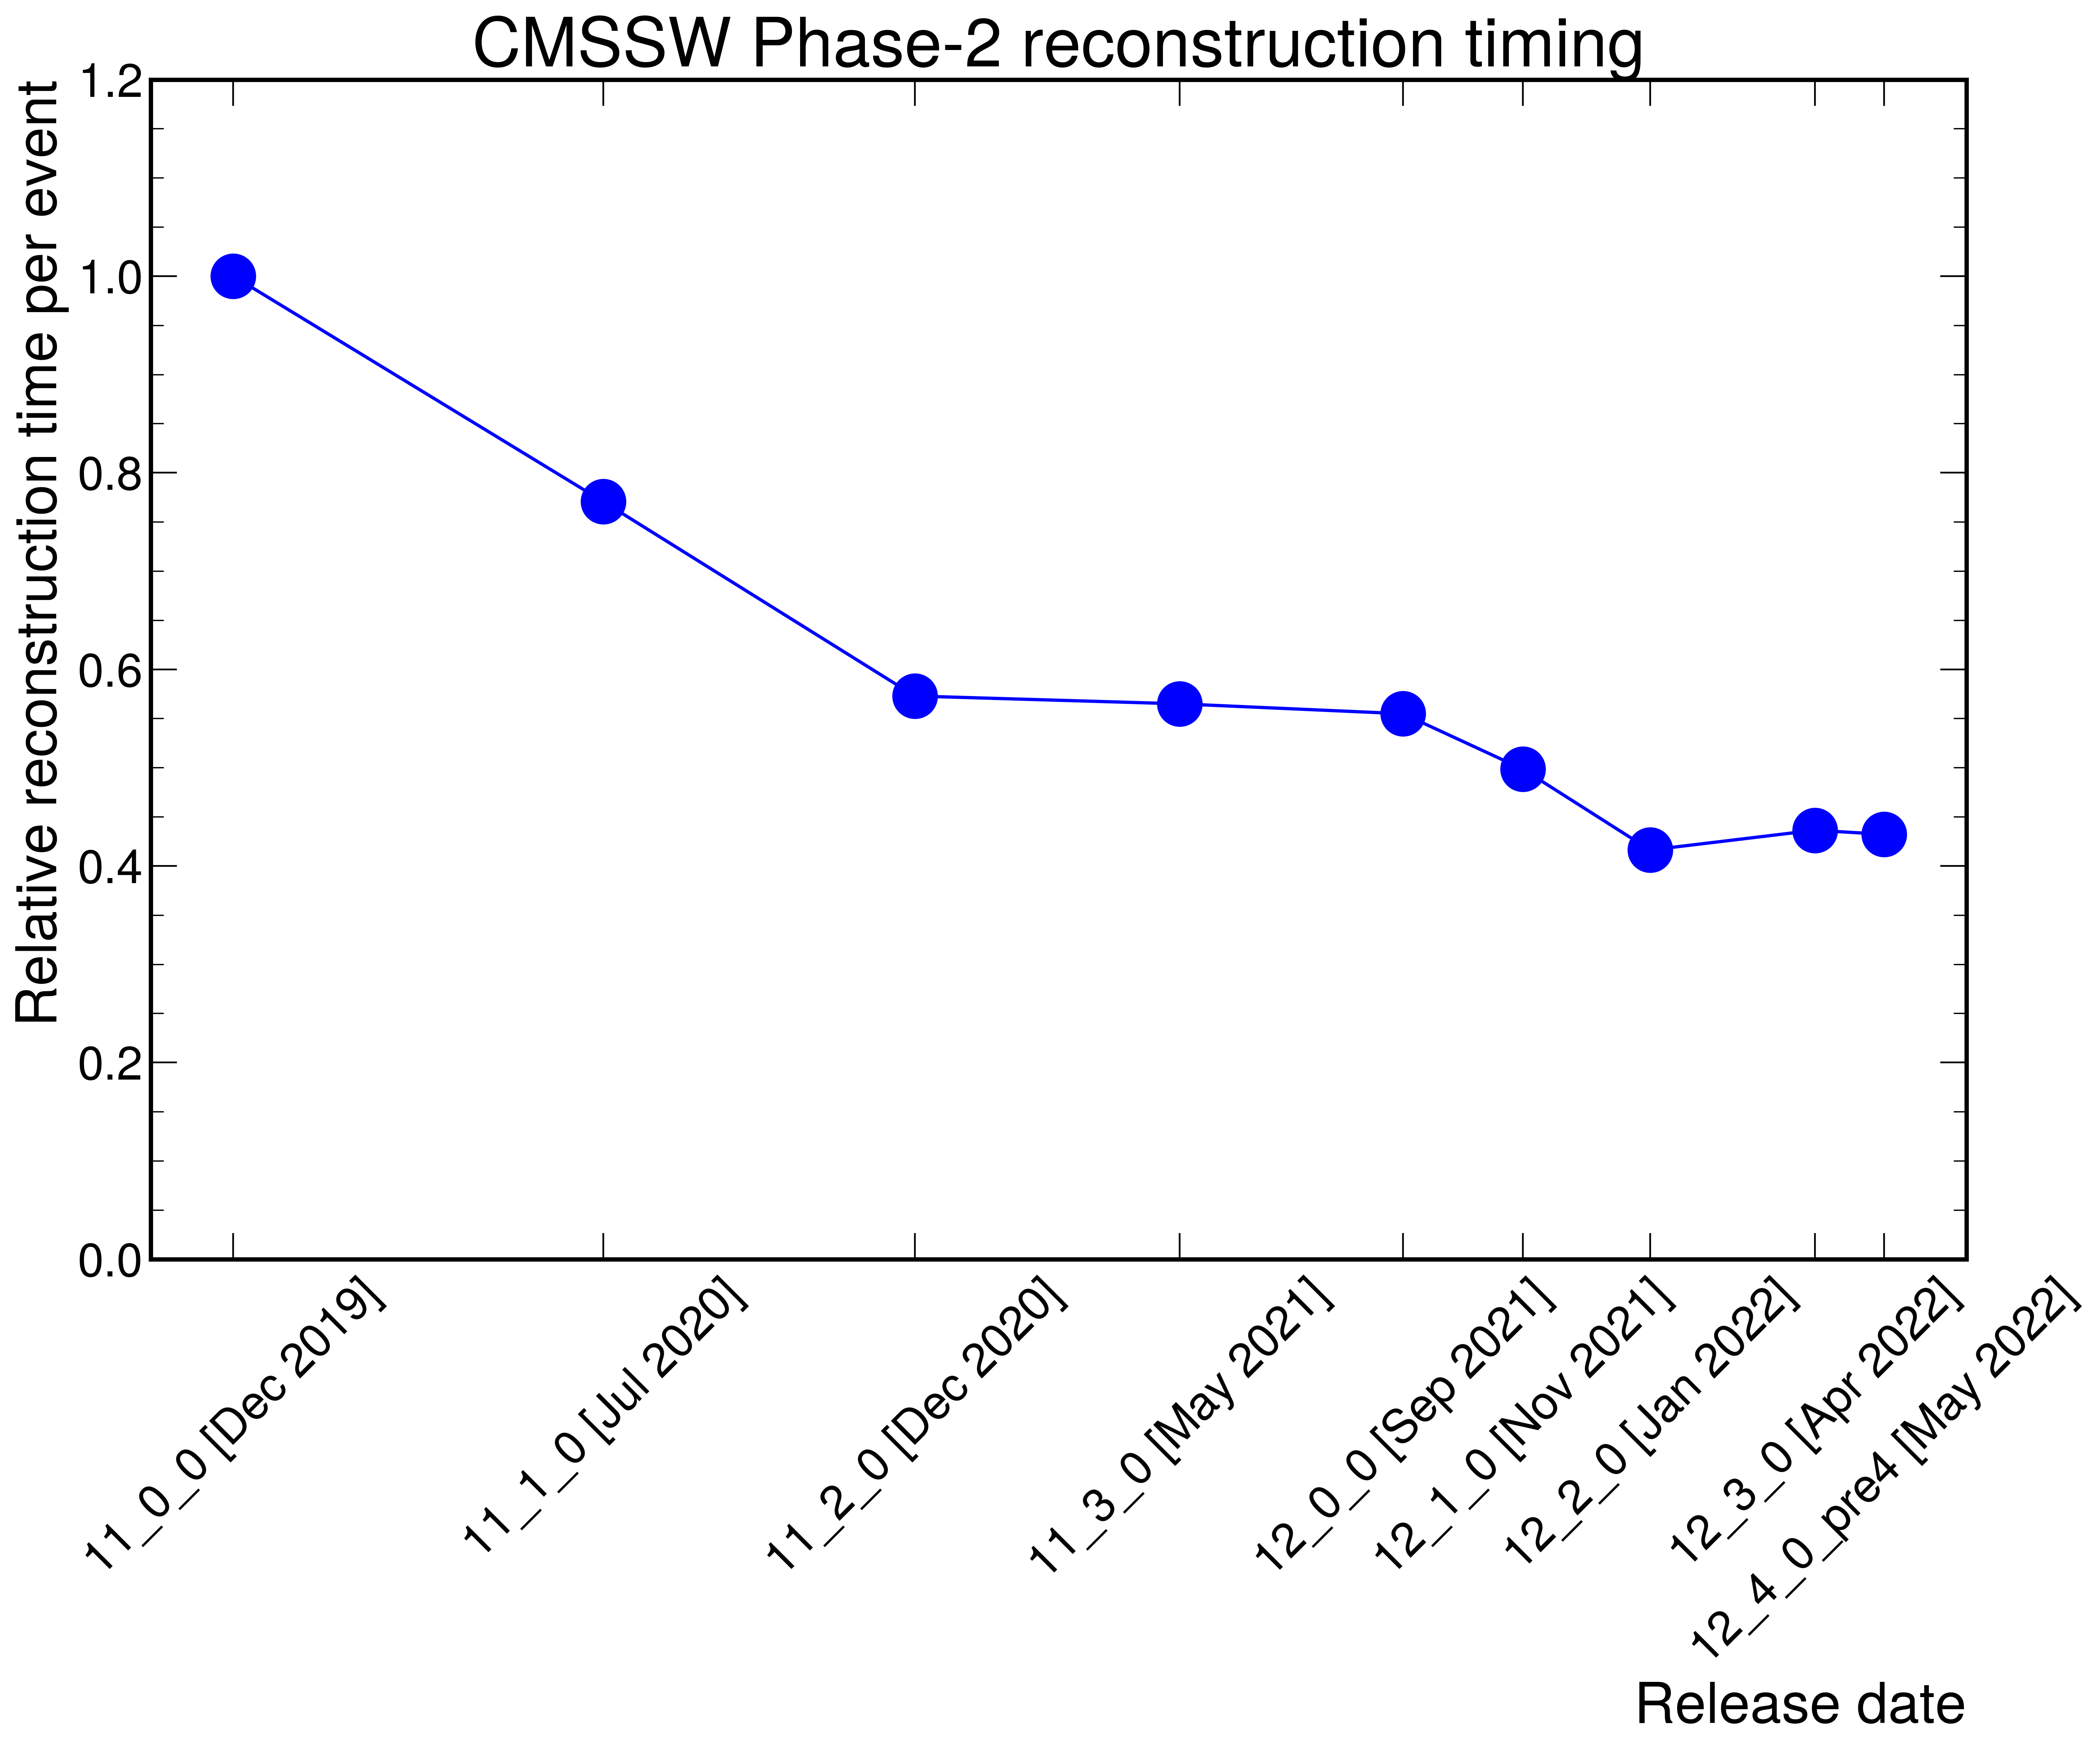 CMSSW Phase-2 reconstruction timing
Relative reconstruction time per event
1.2
1.0
0.8
0.6
0.4
0.2
0.0
11_0_0 [Dec 2019]
11_1_0 [Jul 2020]
11_2_0 [Dec 2020]
11_3_0 [May 2021]
12_0_0 [Sep 2021]
12_1_0 [Nov 2021]
12_2_0 [Jan 2022]
12_3_0 [Apr 2022]
12_4_0_pre4 [May 2022]
Release date